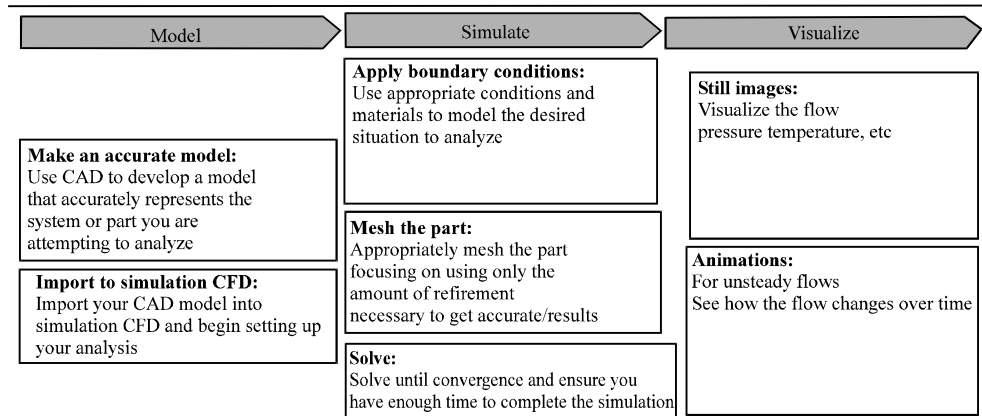 Model
Simulate
Visualize
Make an accurate model:
Use CAD to develop a model
that accurately represents the
system or part you are
attempting to analyze
Import to simulation CFD:
Import your CAD model into
simulation CFD and begin setting up
your analysis
Apply boundary conditions:
Use appropriate conditions and
materials to model the desired
situation to analyze
Mesh the part:
Appropriately mesh the part
focusing on using only the
amount of refirement
necessary to get accurate/results
Solve:
Solve until convergence and ensure you
have enough time to complete the simulation
Still images:
Visualize the flow
pressure temperature, etc
Animations:
For unsteady flows
See how the flow changes over time